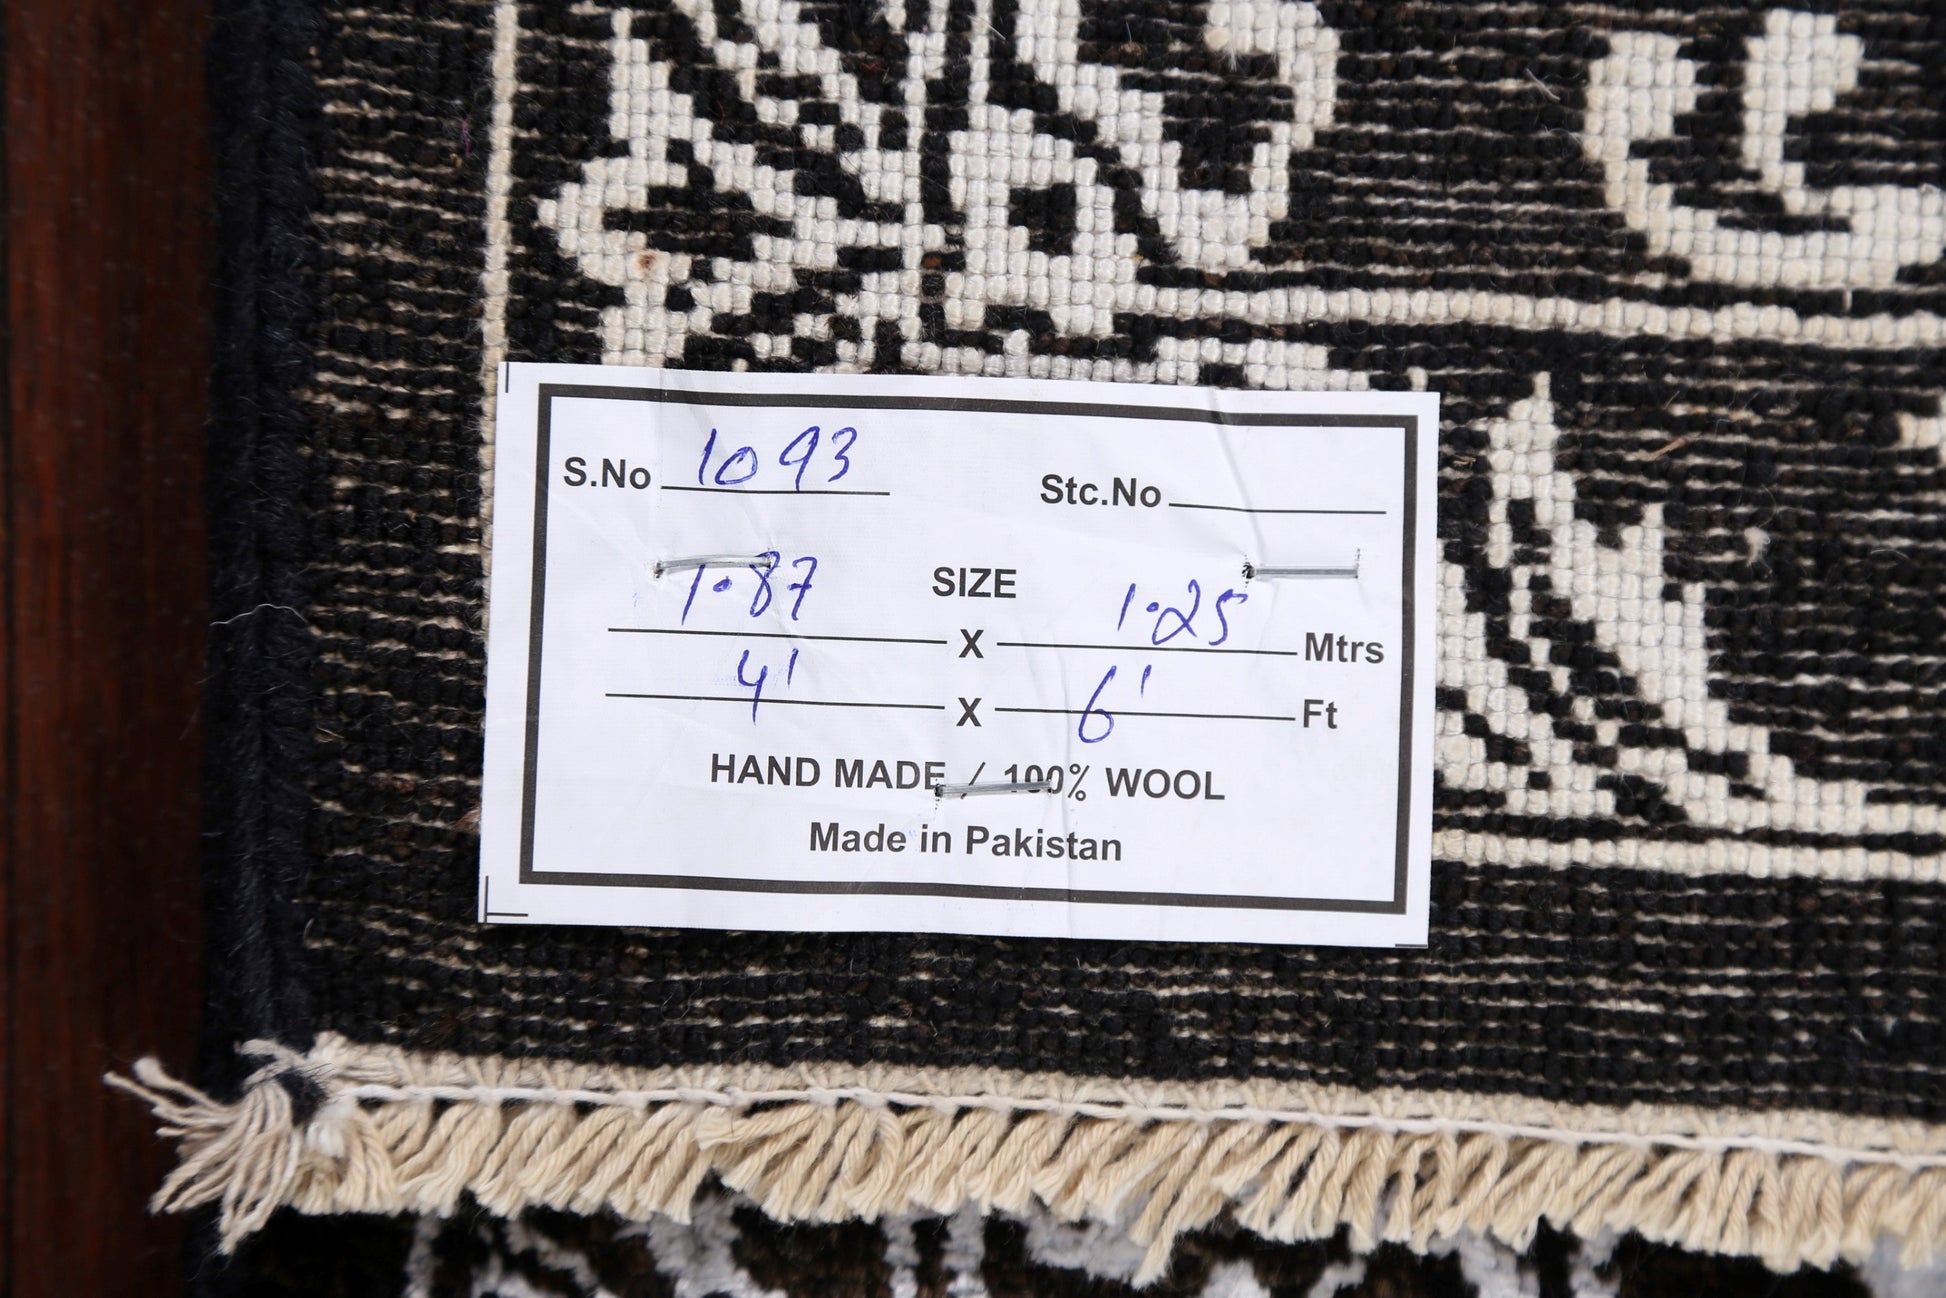 S.No 1093 Stc.No
SIZE
1.87 X 1.25 Mtrs
4' X 6' Ft
HAND MADE / 100% WOOL
Made in Pakistan